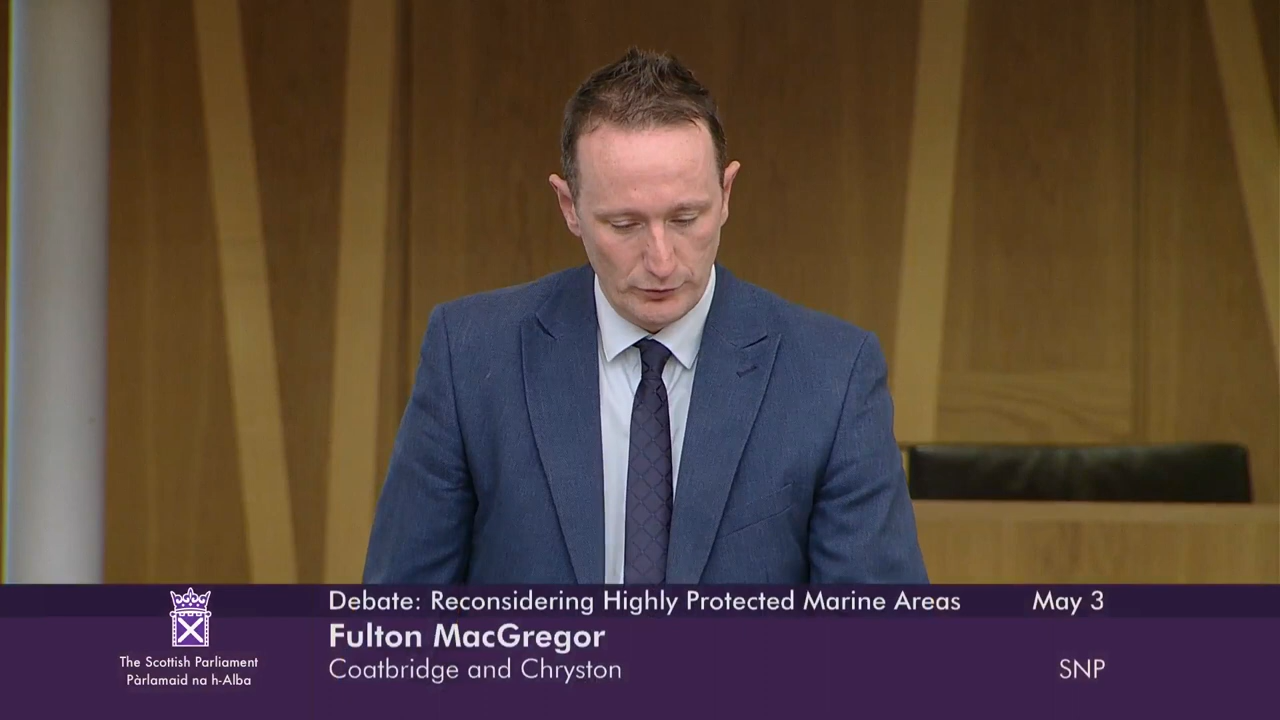 Debate: Reconsidering Highly Protected Marine Areas May 3
Fulton MacGregor
Coatbridge and Chryston SNP
The Scottish Parliament
Pàrlamaid na h-Alba